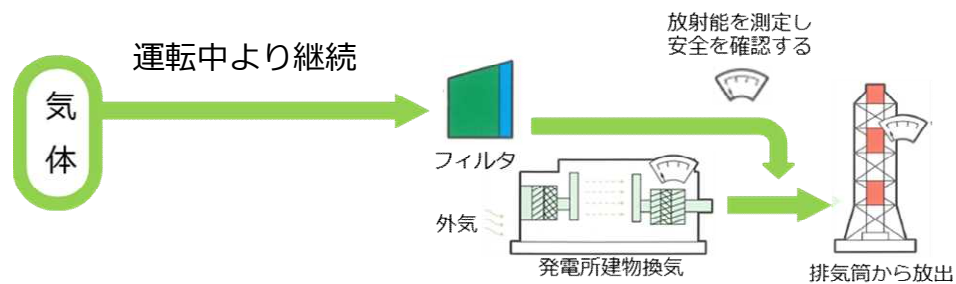 放射能を測定し
安全を確認する
運転中より継続
気
体
フィルタ
外気
発電所建物換気
排気筒から放出